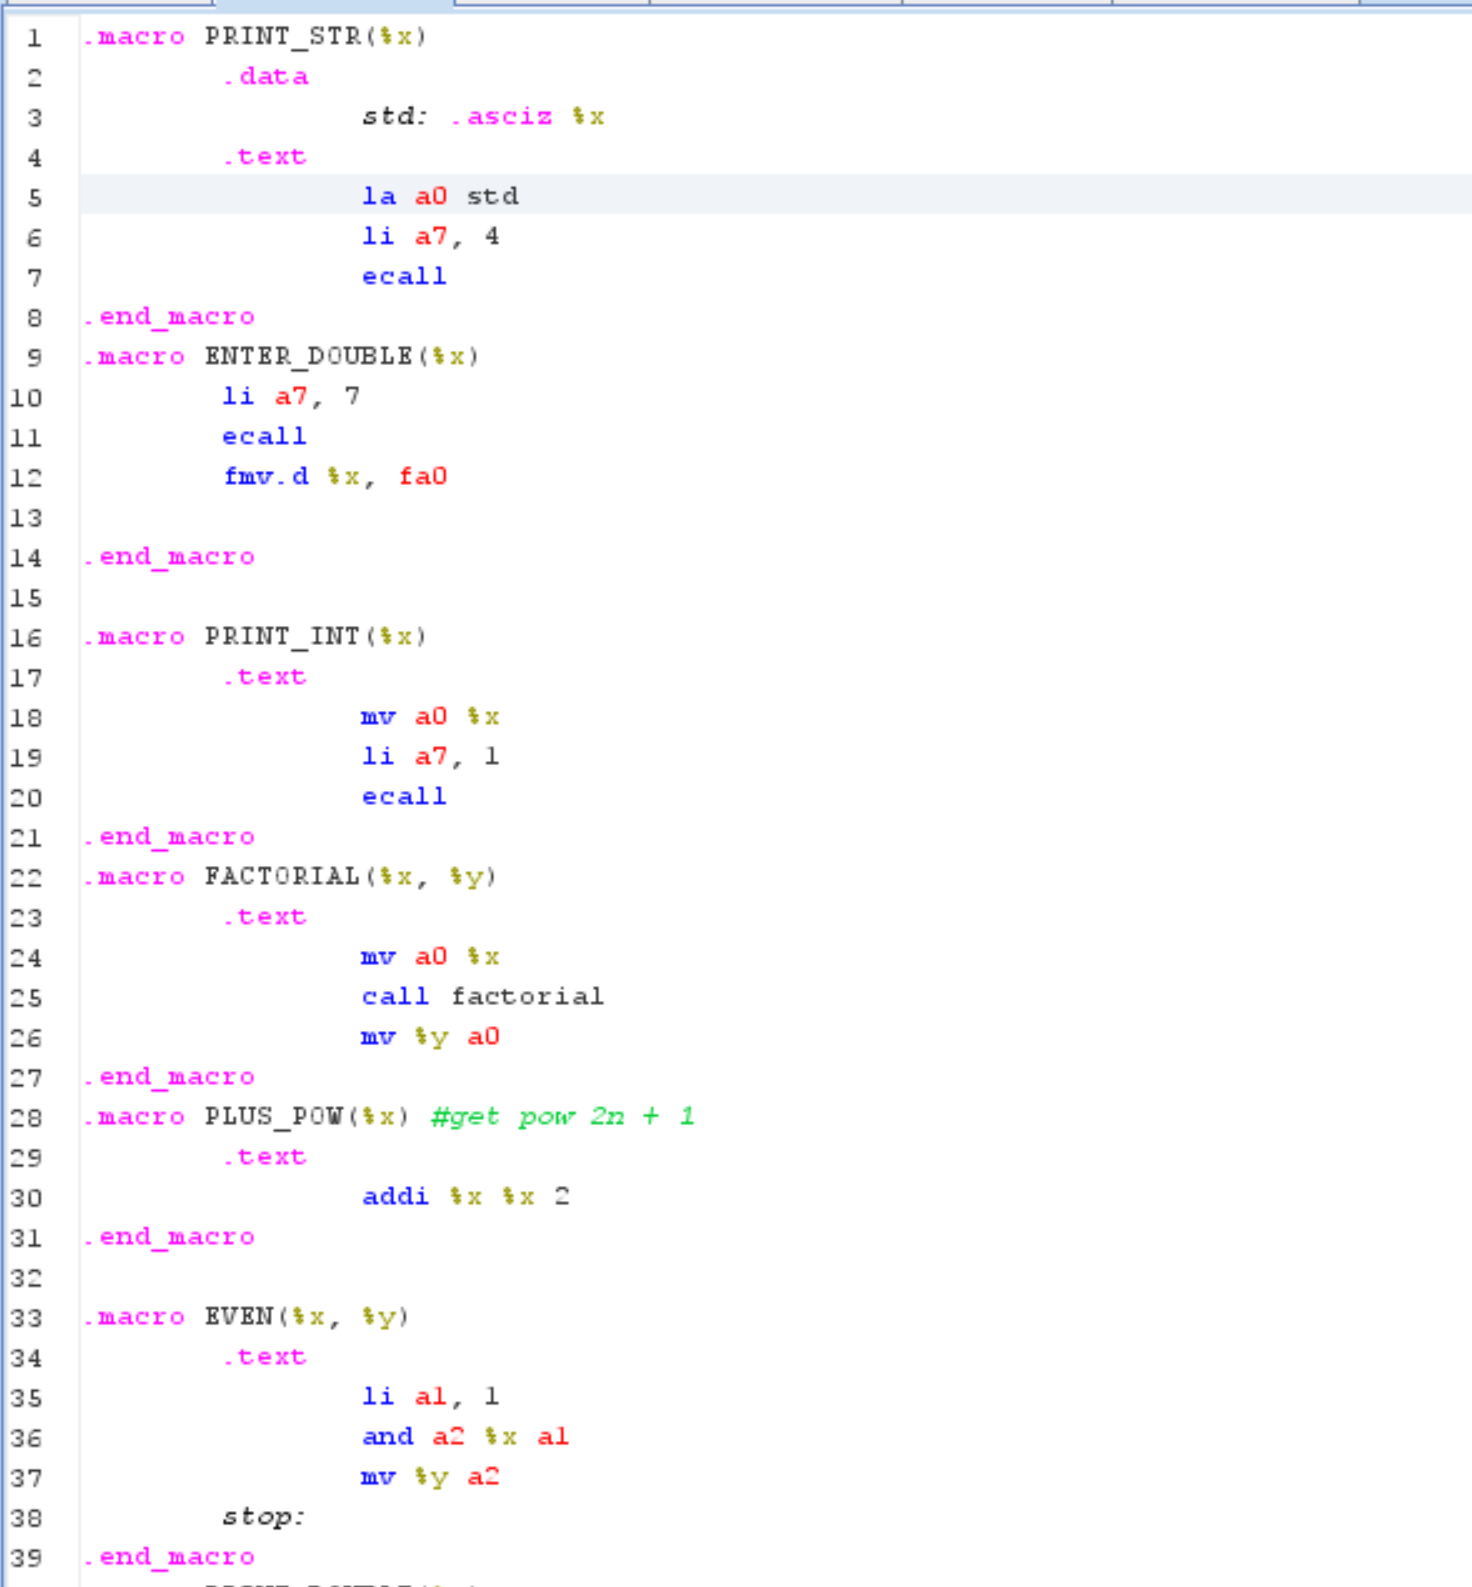 1 .macro PRINT_STR(%x)
2 .data
3 std: .asciz %x
4 .text
5 la a0 std
6 li a7, 4
7 ecall
8 .end_macro
9 .macro ENTER_DOUBLE(%x)
10 li a7, 7
11 ecall
12 fmv.d %x, fa0
13
14 .end_macro
15
16 .macro PRINT_INT(%x)
17 .text
18 mv a0 %x
19 li a7, 1
20 ecall
21 .end_macro
22 .macro FACTORIAL(%x, %y)
23 .text
24 mv a0 %x
25 call factorial
26 mv %y a0
27 .end_macro
28 .macro PLUS_POW(%x) #get pow 2n + 1
29 .text
30 addi %x %x 2
31 .end_macro
32
33 .macro EVEN(%x, %y)
34 .text
35 li a1, 1
36 and a2 %x a1
37 mv %y a2
38 stop:
39 .end_macro